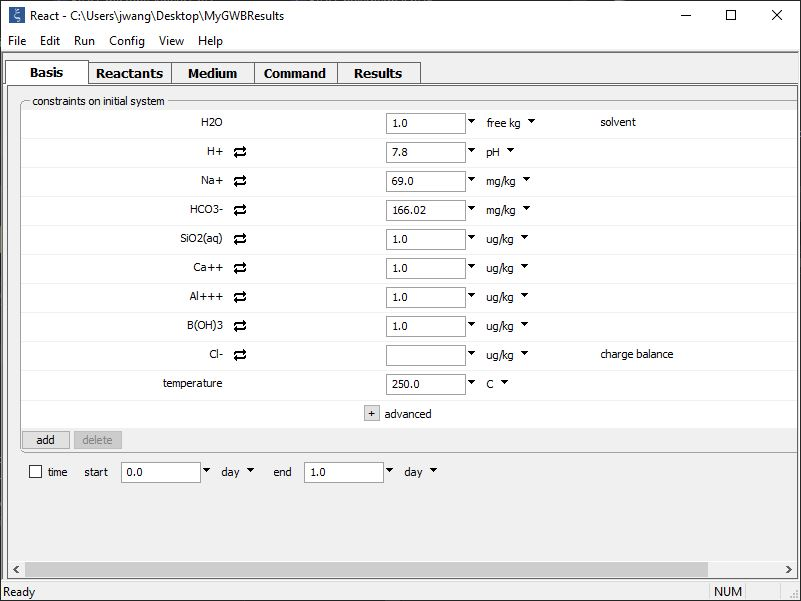 React - C:\Users\jwang\Desktop\MyGWBResults
File Edit Run Config View Help
Basis Reactants Medium Command Results
constraints on initial system
H2O 1.0 free kg solvent
H+ 7.8 pH
Na+ 69.0 mg/kg
HCO3- 166.02 mg/kg
SiO2(aq) 1.0 ug/kg
Ca++ 1.0 ug/kg
Al+++ 1.0 ug/kg
B(OH)3 1.0 ug/kg
Cl- ug/kg charge balance
temperature 250.0 C
+ advanced
add delete
time start 0.0 day end 1.0 day
Ready NUM